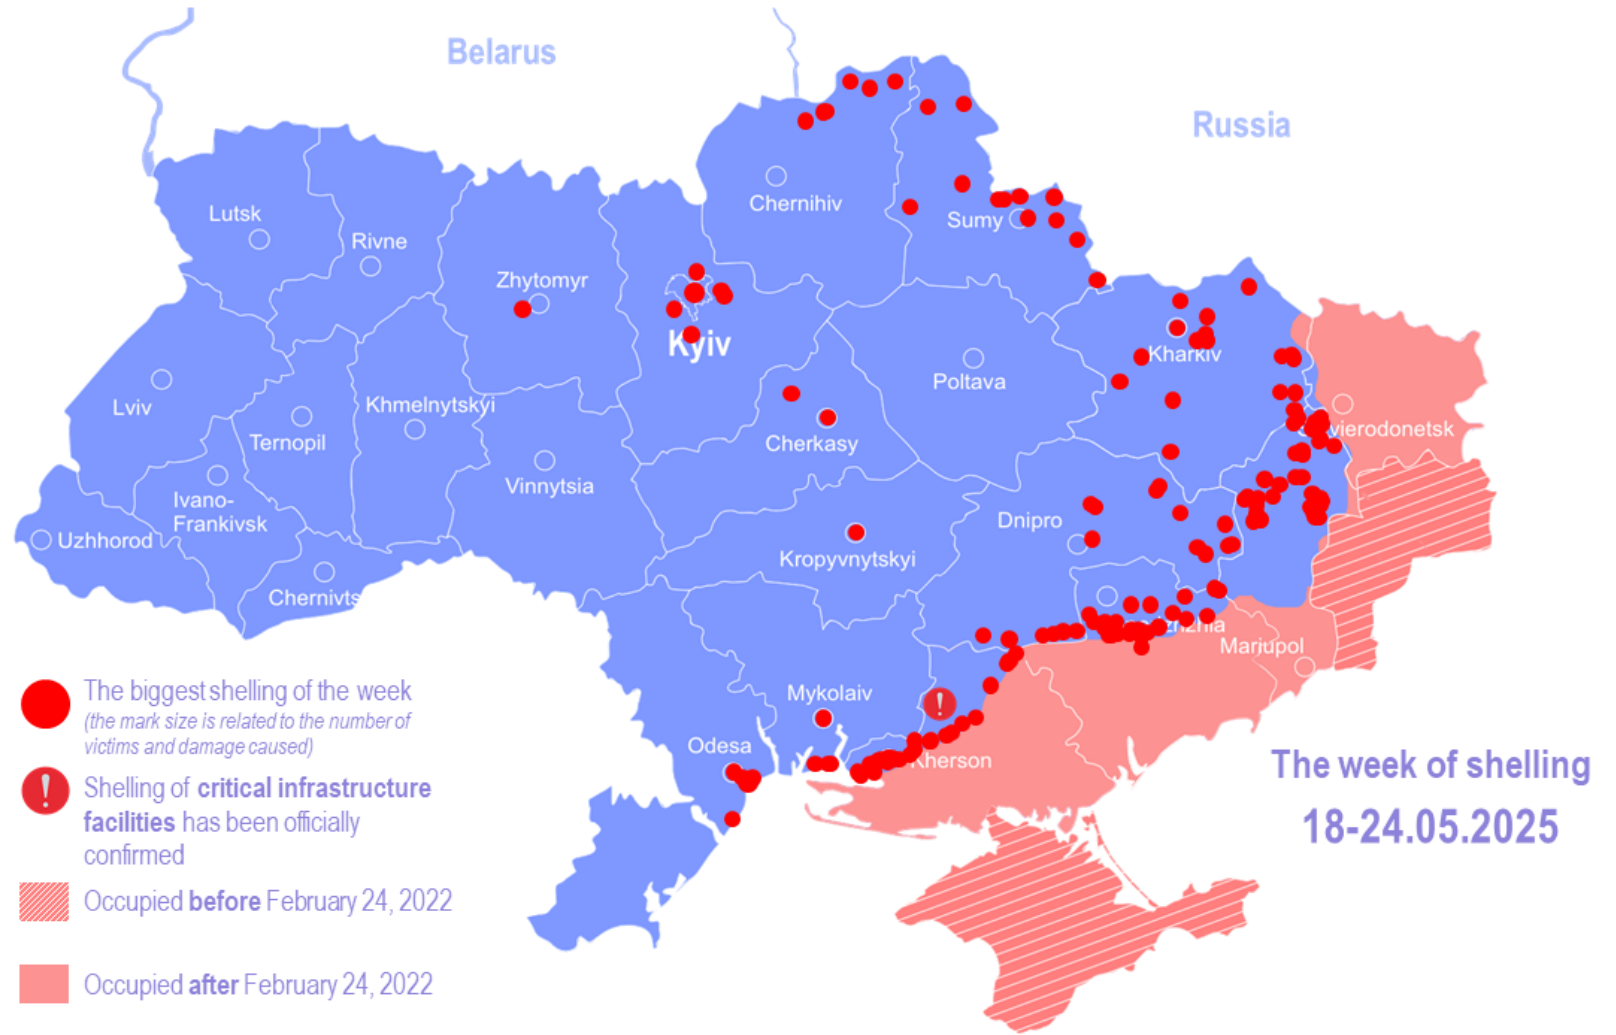 Belarus
Russia
Chernihiv
Lutsk
Sumy
Rivne
Zhytomyr
Kyiv
Kharkiv
Poltava
Lviv
Khmelnytskyi
Ternopil
Cherkasy
vierodonetsk
Vinnytsia
Ivano-
Frankivsk
Dnipro
Uzhhorod
Kropyvnytskyi
Chernivts
Mariupol
Mykolaiv
Odesa
Kherson
!
The biggest shelling of the week
(the mark size is related to the number of
victims and damage caused)
!
Shelling of critical infrastructure
facilities has been officially
confirmed
Occupied before February 24, 2022
Occupied after February 24, 2022
The week of shelling
18-24.05.2025